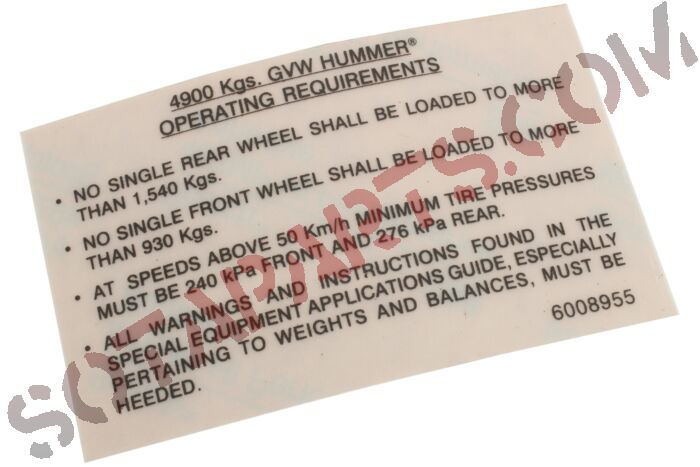 4900 Kgs. GVW HUMMER®
OPERATING REQUIREMENTS
• NO SINGLE REAR WHEEL SHALL BE LOADED TO MORE
THAN 1,540 Kgs.
• NO SINGLE FRONT WHEEL SHALL BE LOADED TO MORE
THAN 930 Kgs.
• AT SPEEDS ABOVE 50 Km/h MINIMUM TIRE PRESSURES
MUST BE 240 kPa FRONT AND 276 kPa REAR.
• ALL WARNINGS AND INSTRUCTIONS FOUND IN THE
SPECIAL EQUIPMENT APPLICATIONS GUIDE, ESPECIALLY
PERTAINING TO WEIGHTS AND BALANCES, MUST BE
HEEDED.
6008955
SOTAPARTS.COM